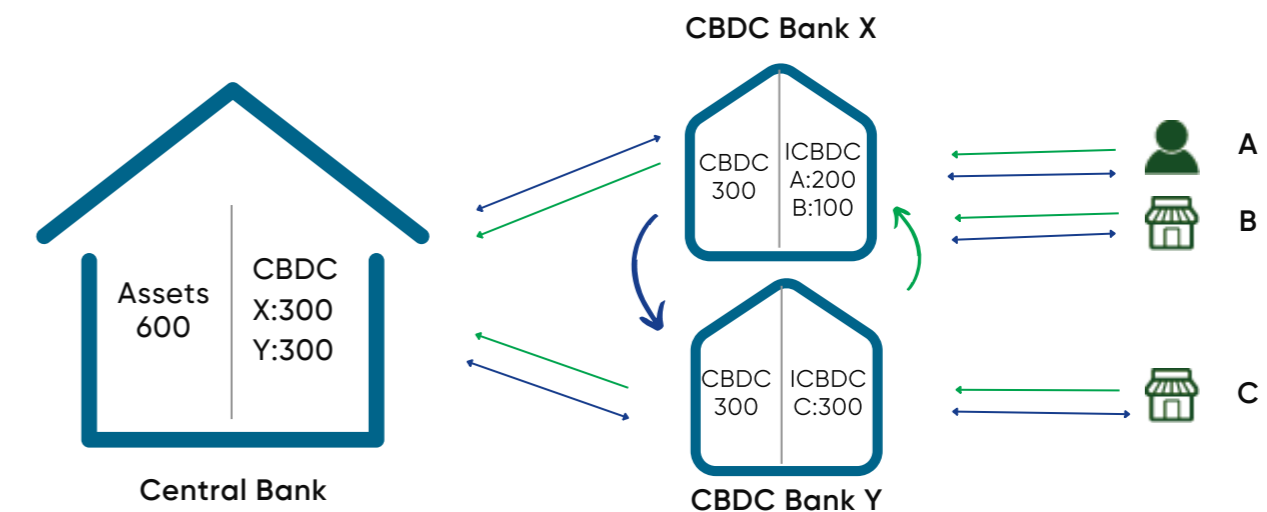 CBDC Bank X
CBDC
300
ICBDC
A:200
B:100
A
B
Assets
600
CBDC
X:300
Y:300
CBDC
300
ICBDC
C:300
C
Central Bank
CBDC Bank Y